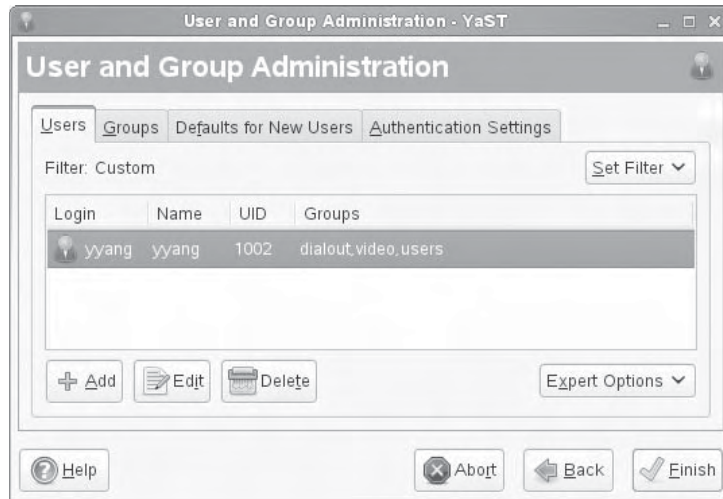 User and Group Administration - YaST
User and Group Administration
Users Groups Defaults for New Users Authentication Settings
Filter: Custom Set Filter
Login Name UID Groups
yyang yyang 1002 dialout,video,users
Add Edit Delete Expert Options
Help Abort Back Finish